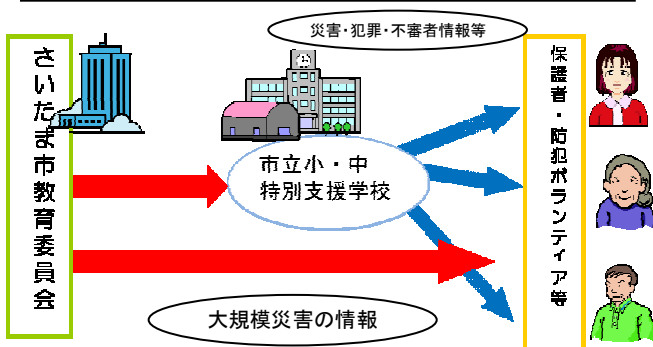 災害・犯罪・不審者情報等
さいたま市教育委員会
市立小・中
特別支援学校
保護者・防犯ボランティア等
大規模災害の情報